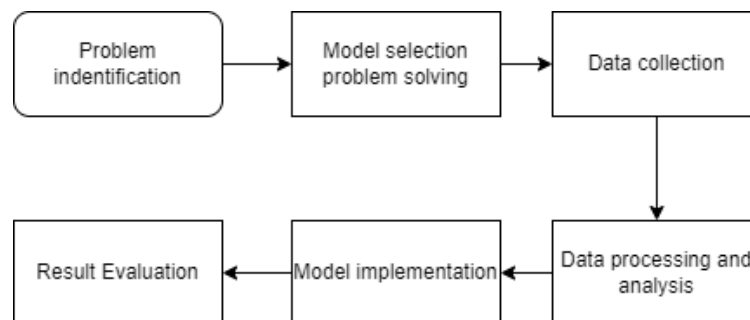 Problem
indentification
Model selection
problem solving
Data collection
Data processing and
analysis
Model implementation
Result Evaluation